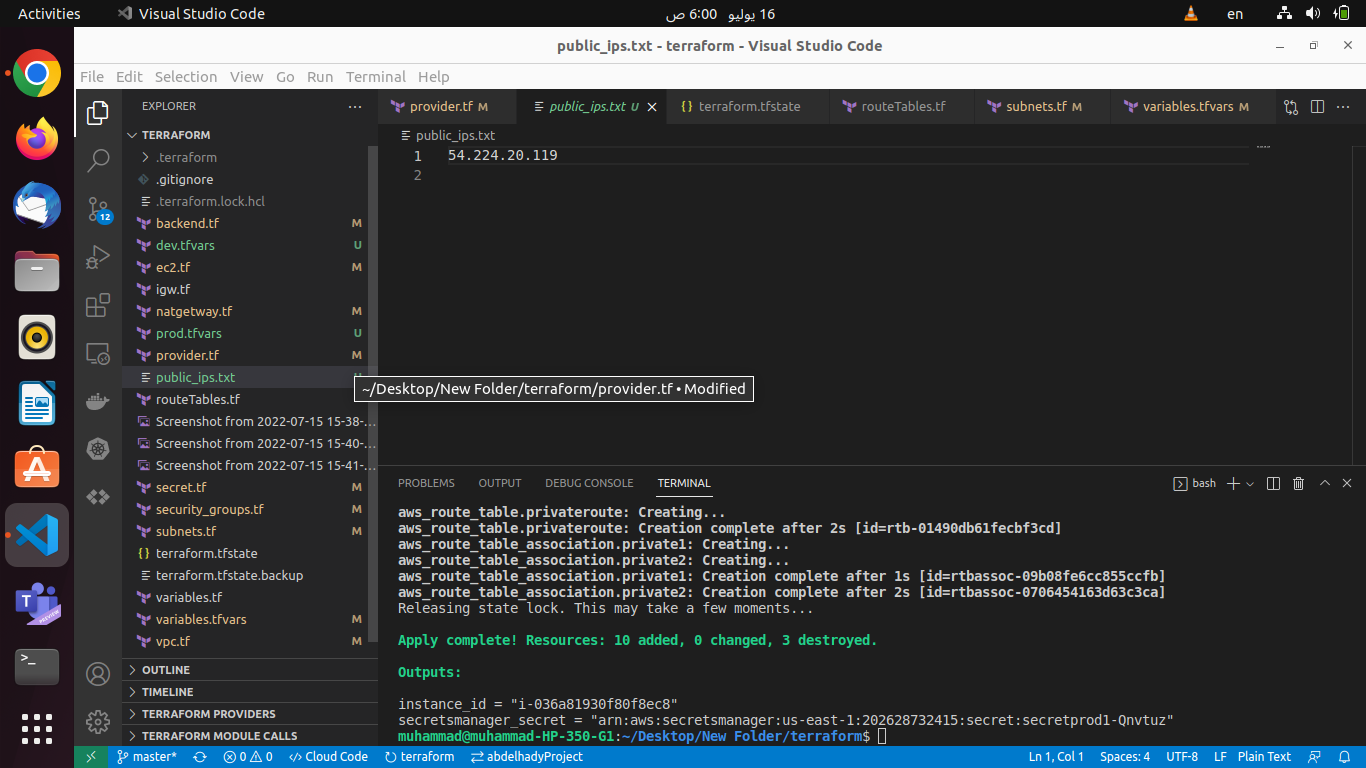 Activities
Visual Studio Code
16 يوليو 6:00 ص
en
public_ips.txt - terraform - Visual Studio Code
File Edit Selection View Go Run Terminal Help
EXPLORER
TERRAFORM
.terraform
.gitignore
.terraform.lock.hcl
backend.tf M
dev.tfvars U
ec2.tf M
igw.tf
natgetway.tf M
prod.tfvars U
provider.tf M
public_ips.txt
routeTables.tf
Screenshot from 2022-07-15 15-38-...
Screenshot from 2022-07-15 15-40-...
Screenshot from 2022-07-15 15-41-...
secret.tf M
security_groups.tf M
subnets.tf M
terraform.tfstate
terraform.tfstate.backup
variables.tf
variables.tfvars M
vpc.tf M
OUTLINE
TIMELINE
TERRAFORM PROVIDERS
TERRAFORM MODULE CALLS
12
PREVIEW
provider.tf M
public_ips.txt U
terraform.tfstate
routeTables.tf
subnets.tf M
variables.tfvars M
public_ips.txt
1 54.224.20.119
2
~/Desktop/New Folder/terraform/provider.tf • Modified
PROBLEMS OUTPUT DEBUG CONSOLE TERMINAL
bash
aws_route_table.privateroute: Creating...
aws_route_table.privateroute: Creation complete after 2s [id=rtb-01490db61fecbf3cd]
aws_route_table_association.private1: Creating...
aws_route_table_association.private2: Creating...
aws_route_table_association.private1: Creation complete after 1s [id=rtbassoc-09b08fe6cc855ccfb]
aws_route_table_association.private2: Creation complete after 2s [id=rtbassoc-0706454163d63c3ca]
Releasing state lock. This may take a few moments...
Apply complete! Resources: 10 added, 0 changed, 3 destroyed.
Outputs:
instance_id = "i-036a81930f80f8ec8"
secretsmanager_secret = "arn:aws:secretsmanager:us-east-1:202628732415:secret:secretprod1-Qnvtuz"
muhammad@muhammad-HP-350-G1:~/Desktop/New Folder/terraform$
master*
0 0
Cloud Code
terraform
abdelhadyProject
Ln 1, Col 1
Spaces: 4
UTF-8
LF
Plain Text